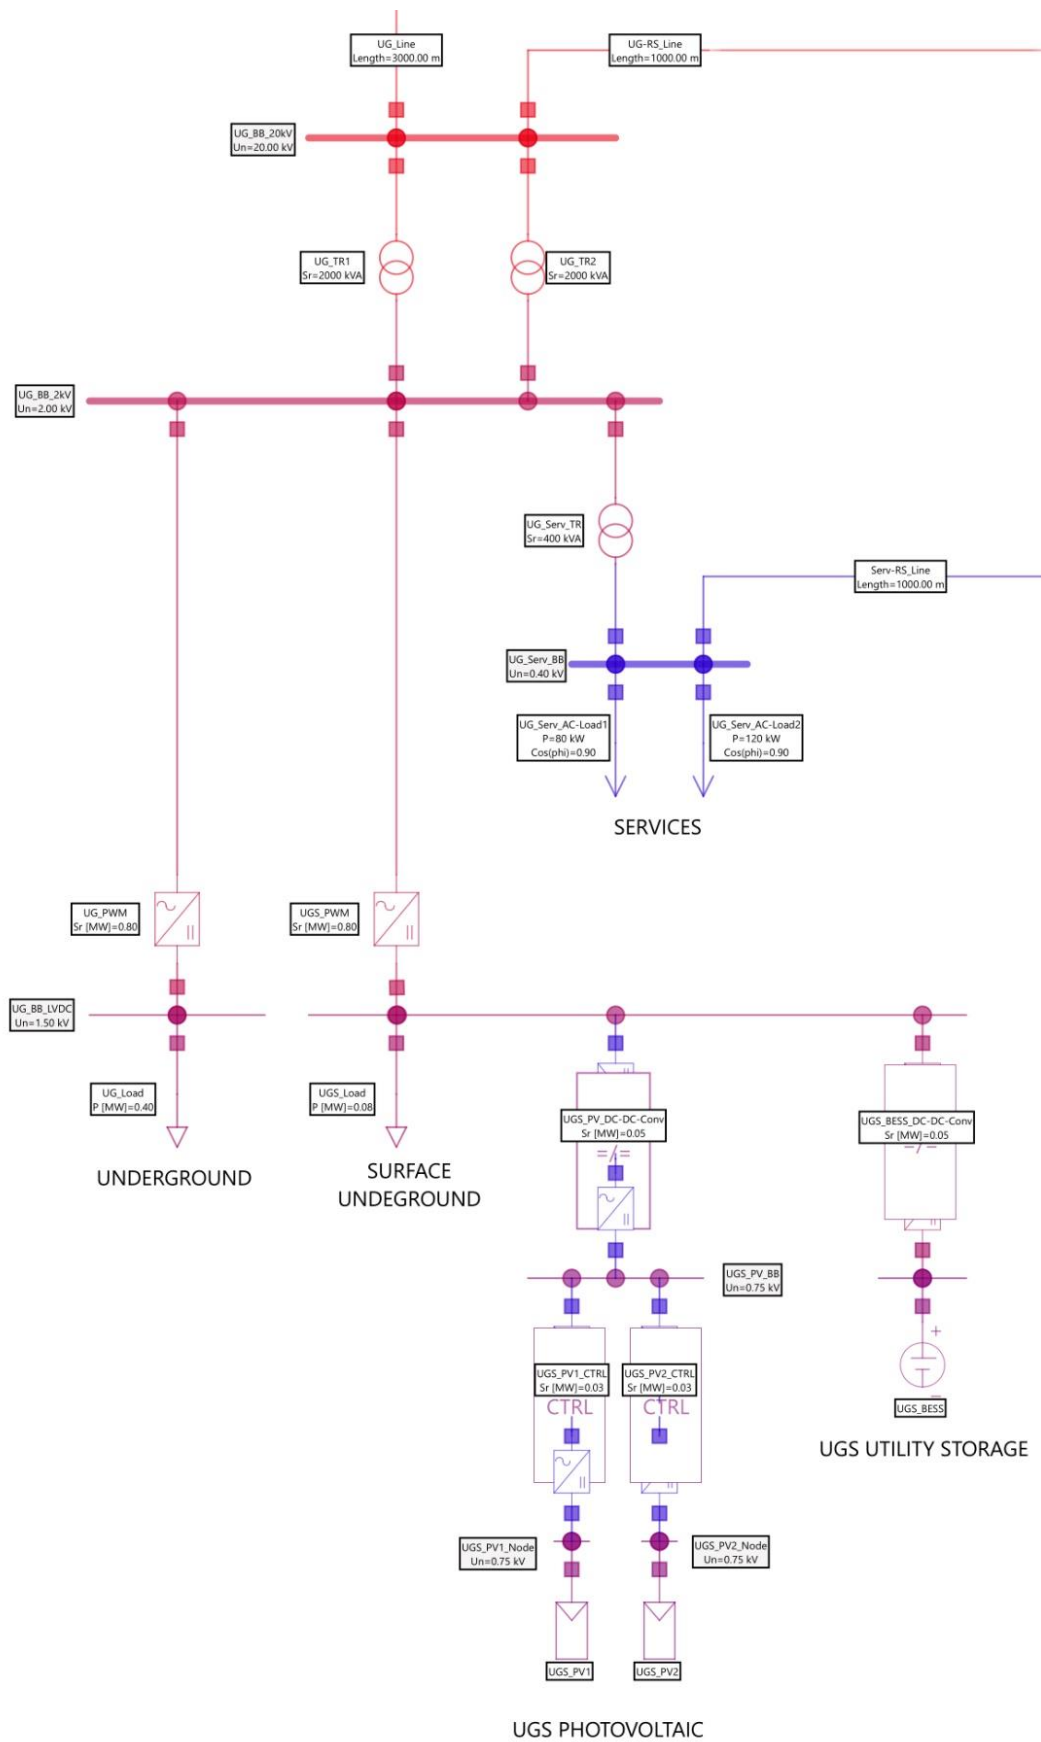 UG_Line
Length=3000.00 m
UG-RS_Line
Length=1000.00 m
UG_BB_20kV
Un=20.00 kV
UG_TR1
Sr=2000 kVA
UG_TR2
Sr=2000 kVA
UG_BB_2kV
Un=2.00 kV
UG_Serv_TR
Sr=400 kVA
Serv-RS_Line
Length=1000.00 m
UG_Serv_BB
Un=0.40 kV
UG_Serv_AC-Load1
P=80 kW
Cos(phi)=0.90
UG_Serv_AC-Load2
P=120 kW
Cos(phi)=0.90
SERVICES
UG_PWM
Sr [MW]=0.80
UGS_PWM
Sr [MW]=0.80
UG_BB_LVDC
Un=1.50 kV
UG_Load
P [MW]=0.40
UGS_Load
P [MW]=0.08
UGS_PV_DC-DC-Conv
Sr [MW]=0.05
=/=
UGS_BESS_DC-DC-Conv
Sr [MW]=0.05
=/=
UNDERGROUND
SURFACE
UNDEGROUND
UGS_PV_BB
Un=0.75 kV
UGS_PV1_CTRL
Sr [MW]=0.03
CTRL
UGS_PV2_CTRL
Sr [MW]=0.03
CTRL
+
−
UGS_BESS
UGS UTILITY STORAGE
UGS_PV1_Node
Un=0.75 kV
UGS_PV2_Node
Un=0.75 kV
UGS_PV1
UGS_PV2
UGS PHOTOVOLTAIC